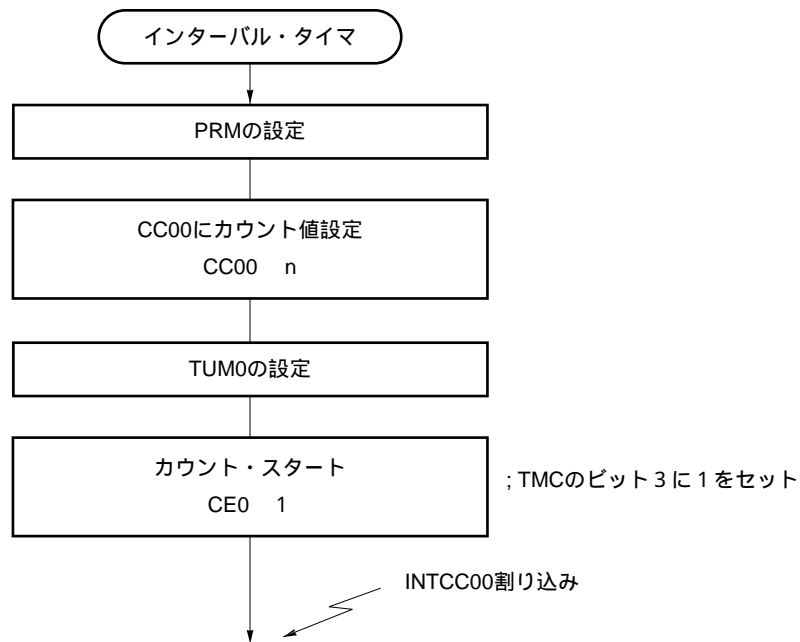 インターバル・タイマ
PRMの設定
CC00にカウント値設定
CC00 n
TUM0の設定
カウント・スタート
CE0 1
; TMCのビット3に1をセット
INTCC00割り込み